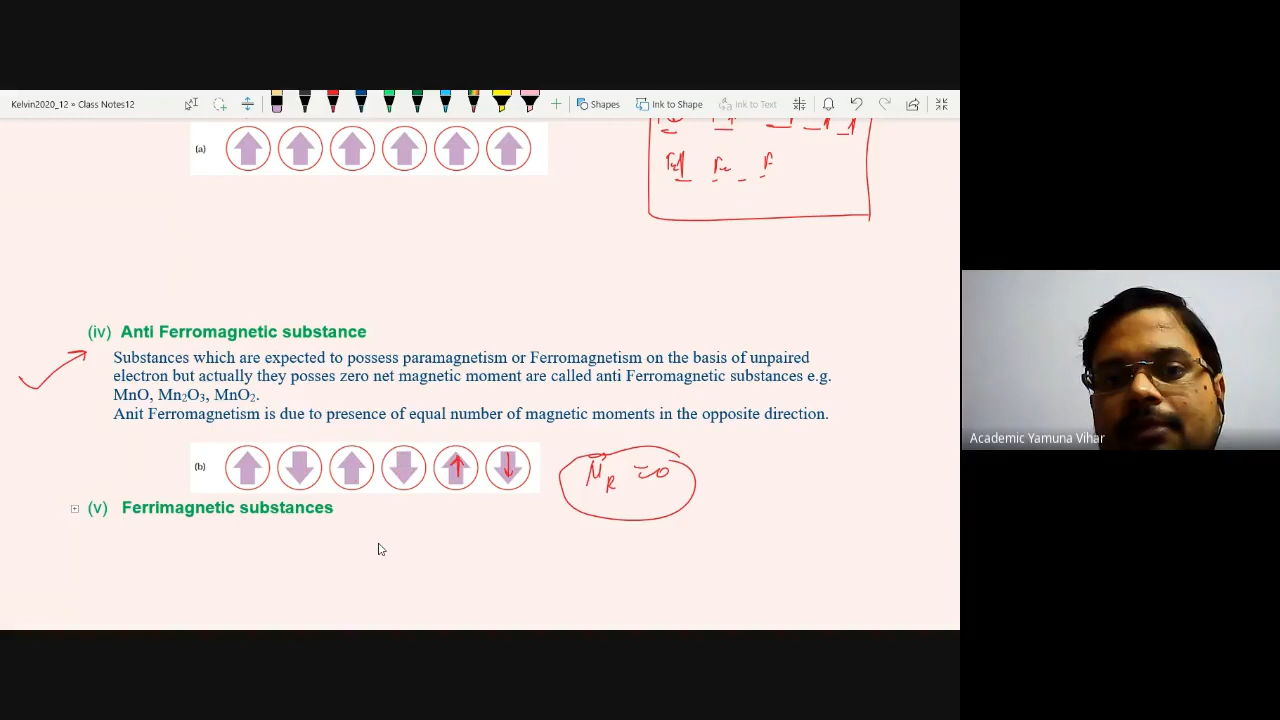 Kelvin2020_12 » Class Notes12
Shapes
Ink to Shape
Ink to Text
(a)
Fe
(iv) Anti Ferromagnetic substance
Substances which are expected to possess paramagnetism or Ferromagnetism on the basis of unpaired
electron but actually they posses zero net magnetic moment are called anti Ferromagnetic substances e.g.
MnO, Mn₂O₃, MnO₂.
Anit Ferromagnetism is due to presence of equal number of magnetic moments in the opposite direction.
(b)
M_R = 0
(v) Ferrimagnetic substances
Academic Yamuna Vihar